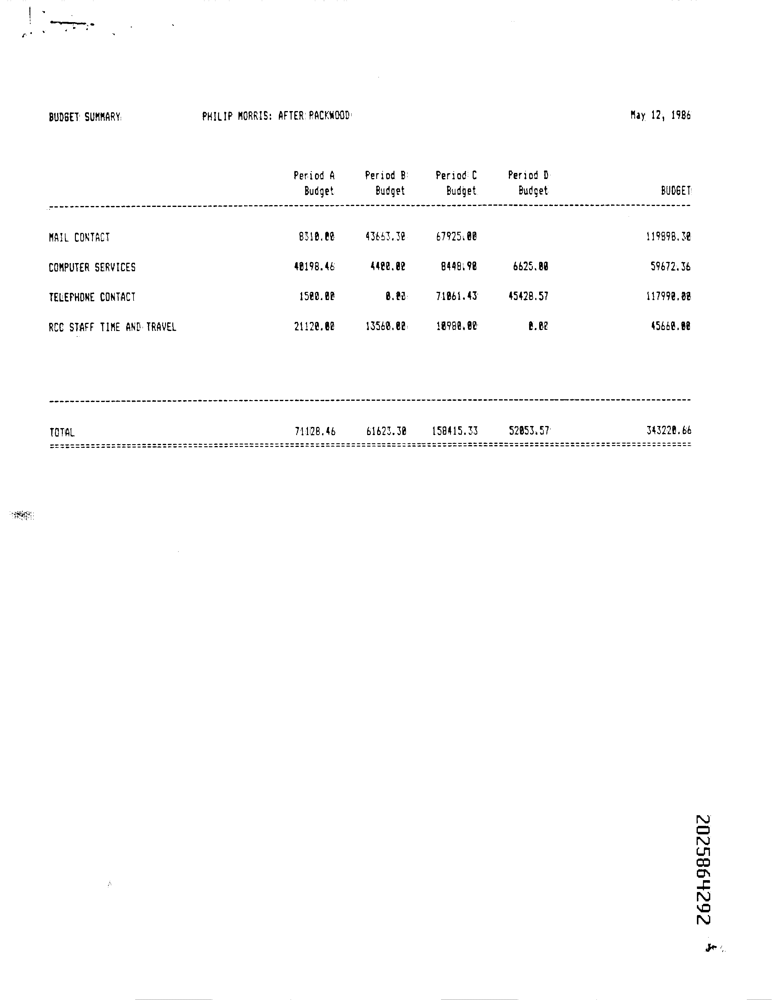 BUDGET SUMMARY PHILIP MORRIS: AFTER PACKWOOD May 12, 1986
Period A Period B Period C Period D
Budget Budget Budget Budget BUDGET
MAIL CONTACT 8310.00 43663.30 67925.00 119898.30
COMPUTER SERVICES 40198.46 4400.00 8448.90 6625.00 59672.36
TELEPHONE CONTACT 1500.00 0.00 71061.43 45428.57 117990.00
RCC STAFF TIME AND TRAVEL 21120.00 13560.00 10980.00 0.00 45660.00
TOTAL 71128.46 61623.30 158415.33 52053.57 343220.66
2025864292